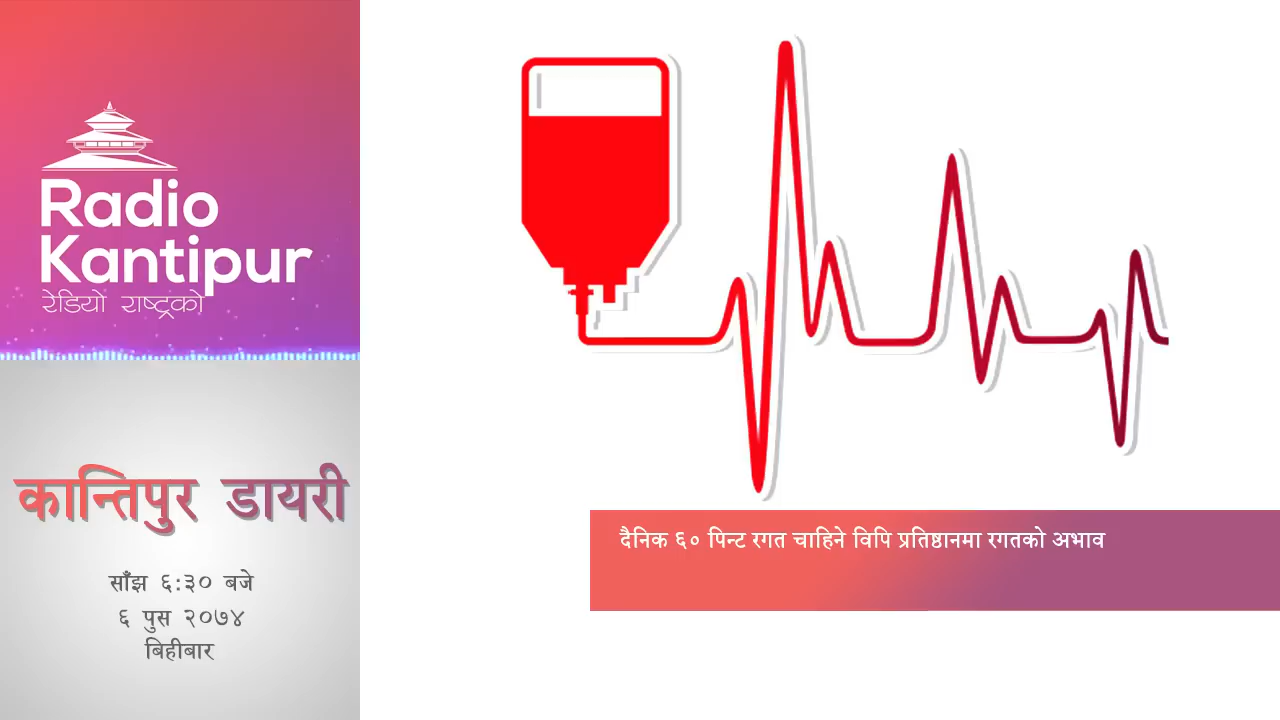 Radio
Kantipur
रेडियो राष्ट्रको
कान्तिपुर डायरी
साँझ ६:३० बजे
६ पुस २०७४
बिहीबार
दैनिक ६० पिन्ट रगत चाहिने विपि प्रतिष्ठानमा रगतको अभाव